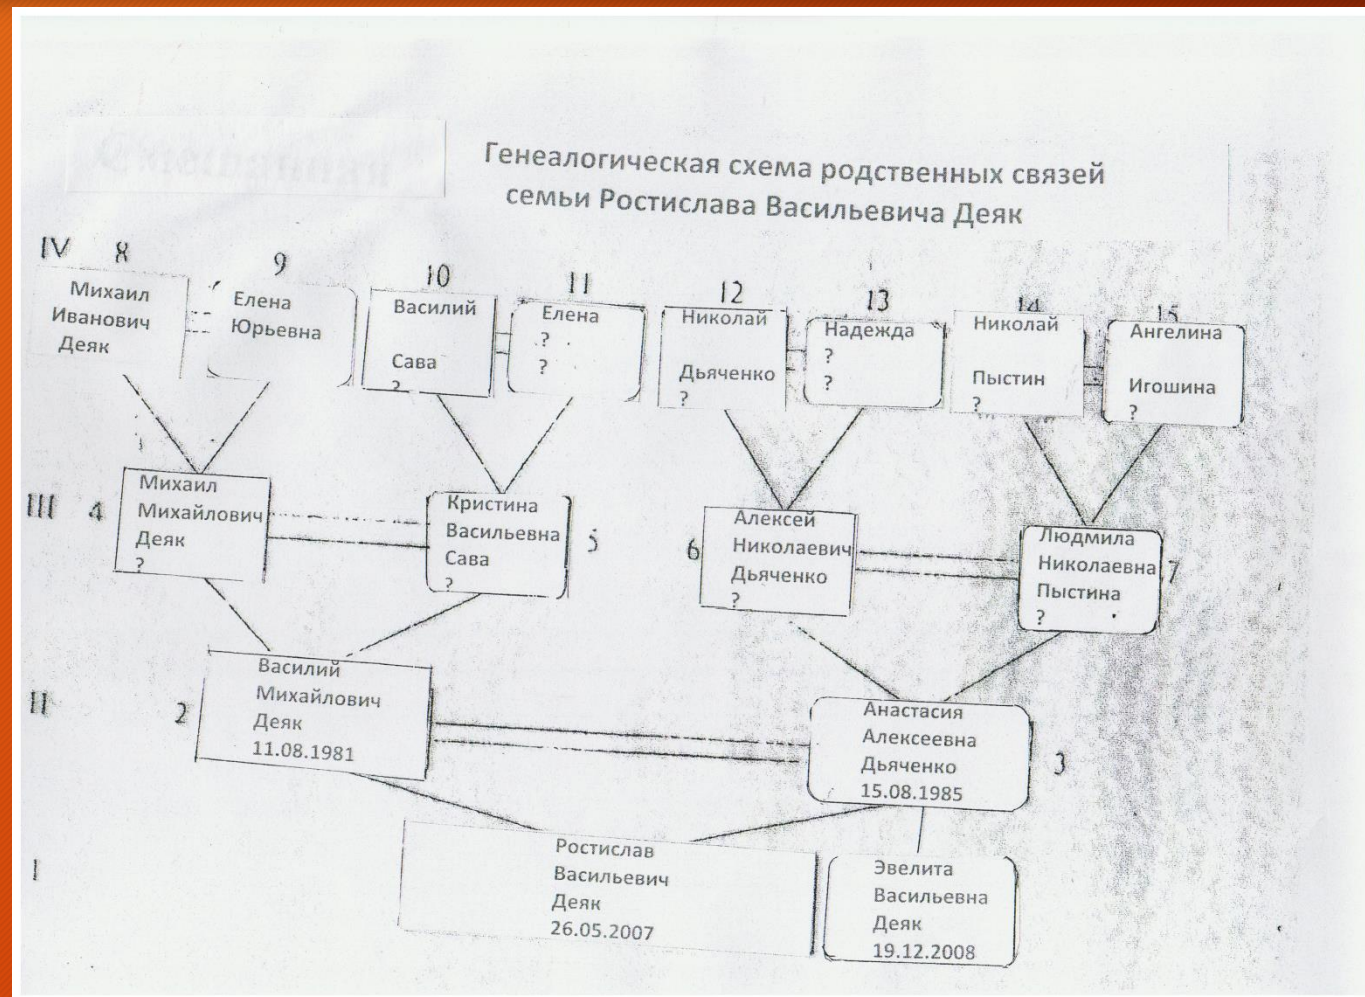 Генеалогическая схема родственных связей
семьи Ростислава Васильевича Деяк
IV
8
9
10
11
12
13
14
15
Михаил
Иванович
Деяк
Елена
Юрьевна
Василий
Сава
?
Елена
?
?
Николай
Дьяченко
?
Надежда
?
?
Николай
Пыстин
?
Ангелина
Игошина
?
III
4
Михаил
Михайлович
Деяк
?
Кристина
Васильевна
Сава
?
5
6
Алексей
Николаевич
Дьяченко
?
Людмила
Николаевна
Пыстина
?
7
II
2
Василий
Михайлович
Деяк
11.08.1981
Анастасия
Алексеевна
Дьяченко
15.08.1985
3
I
Ростислав
Васильевич
Деяк
26.05.2007
Эвелита
Васильевна
Деяк
19.12.2008